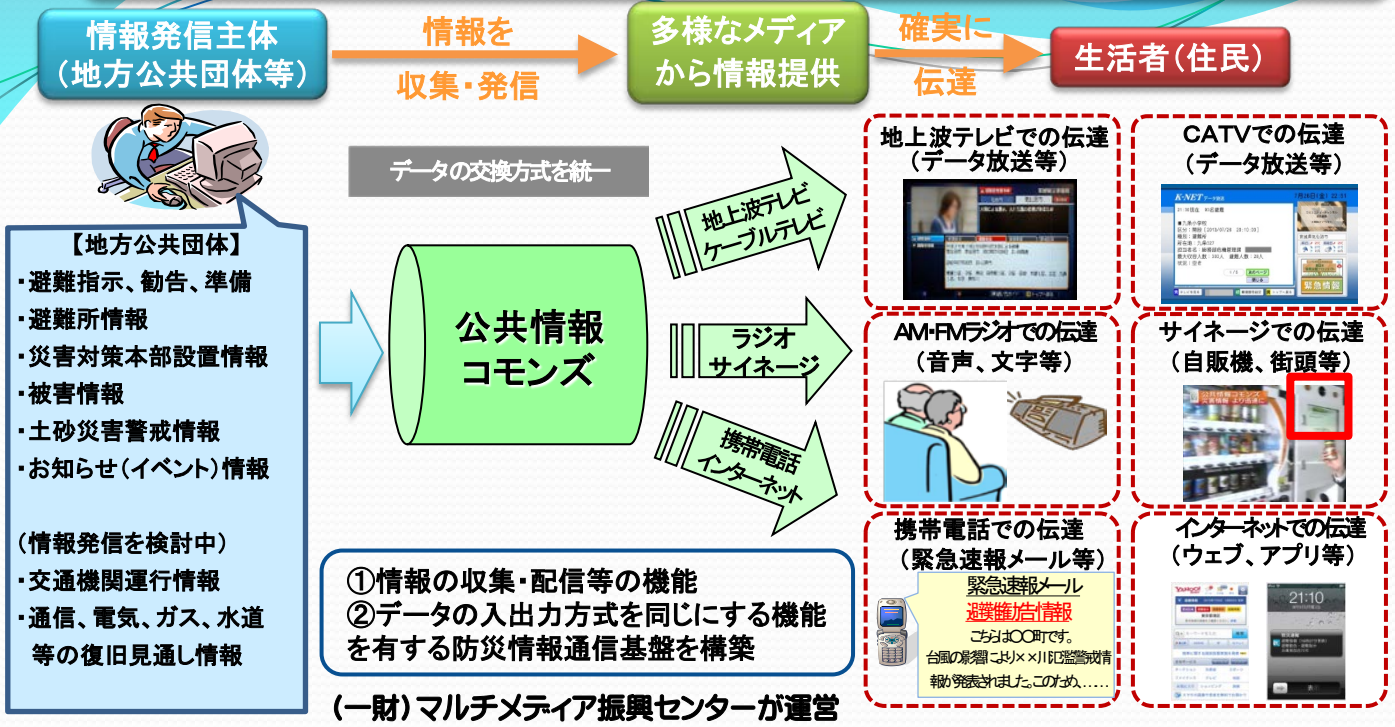 情報発信主体
（地方公共団体等）
情報を
収集・発信
多様なメディア
から情報提供
確実に
伝達
生活者（住民）
データの交換方式を統一
【地方公共団体】
・避難指示、勧告、準備
・避難所情報
・災害対策本部設置情報
・被害情報
・土砂災害警戒情報
・お知らせ（イベント）情報
（情報発信を検討中）
・交通機関運行情報
・通信、電気、ガス、水道
等の復旧見通し情報
公共情報
コモンズ
地上波テレビ
ケーブルテレビ
ラジオ
サイネージ
携帯電話
インターネット
①情報の収集・配信等の機能
②データの入出力方式を同じにする機能
を有する防災情報通信基盤を構築
（一財）マルチメディア振興センターが運営
地上波テレビでの伝達
（データ放送等）
CATVでの伝達
（データ放送等）
K-NET
緊急情報
AM・FMラジオでの伝達
（音声、文字等）
サイネージでの伝達
（自販機、街頭等）
公共情報コモンズ
災害情報 より迅速に
携帯電話での伝達
（緊急速報メール等）
緊急速報メール
避難勧告情報
こちらは〇〇町です。
台風の影響により××川氾濫警戒情
報が発表されました。このため、……
インターネットでの伝達
（ウェブ、アプリ等）
YAHOO!
21:10